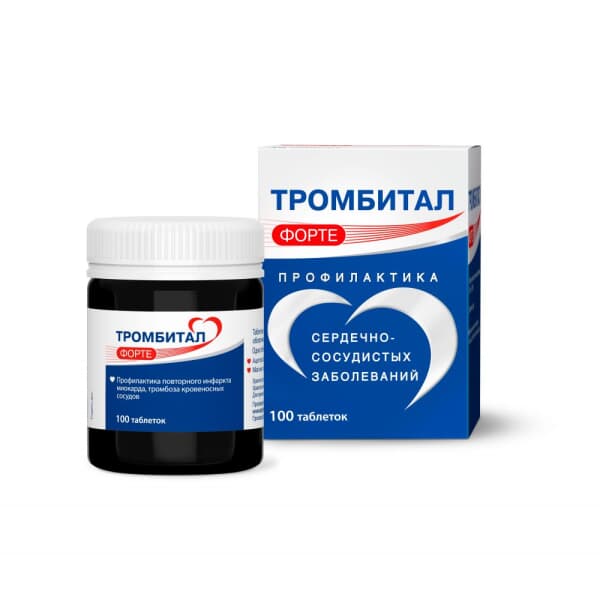 ТРОМБИТАЛ
ФОРТЕ
ПРОФИЛАКТИКА
СЕРДЕЧНО-
СОСУДИСТЫХ
ЗАБОЛЕВАНИЙ
100 таблеток
ТРОМБИТАЛ
ФОРТЕ
Профилактика повторного инфаркта
миокарда, тромбоза кровеносных
сосудов
100 таблеток